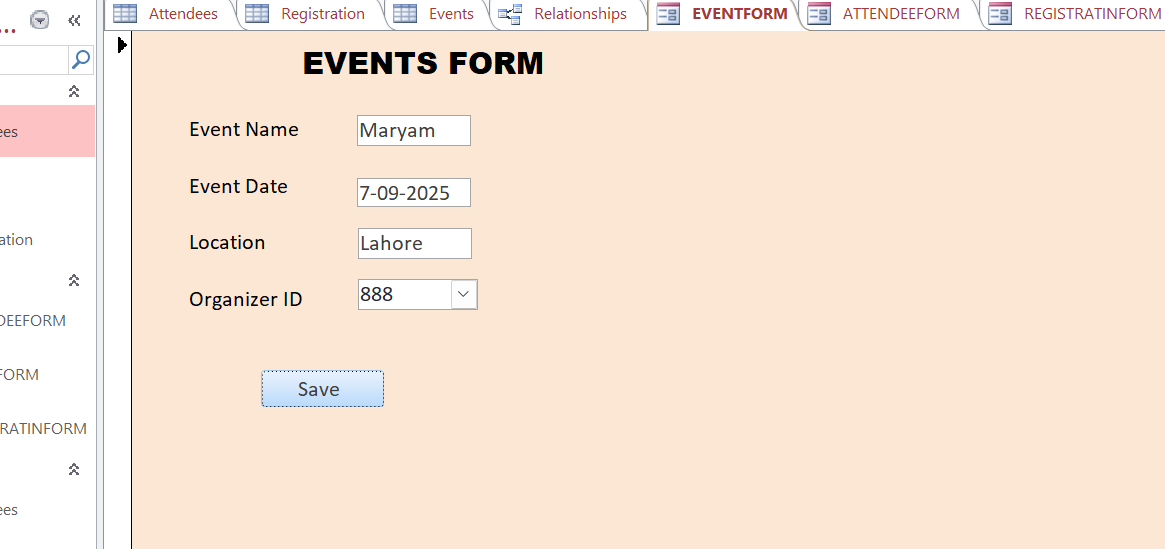 Attendees Registration Events Relationships EVENTFORM ATTENDEEFORM REGISTRATINFORM
EVENTS FORM
Event Name Maryam
Event Date 7-09-2025
Location Lahore
Organizer ID 888
Save
ees
ation
DEEFORM
FORM
RATINFORM
ees